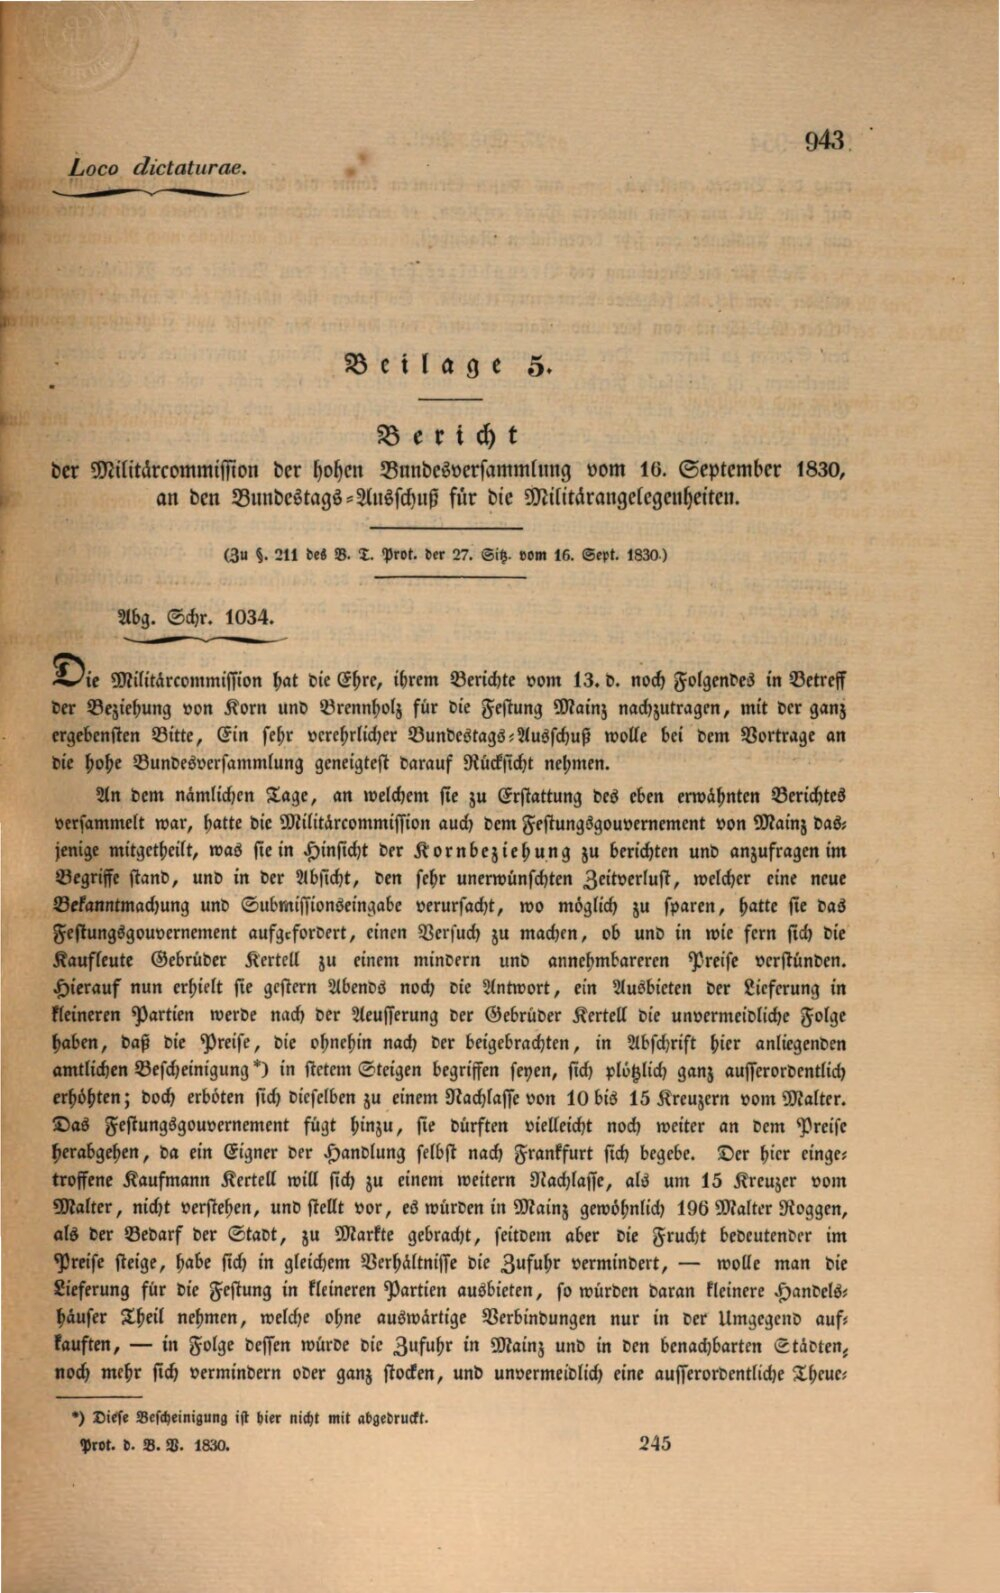 943
Loco dictaturae.
Beilage 5.
Bericht
der Militärcommission der hohen Bundesversammlung vom 16. September 1830,
an den Bundestags-Ausschuß für die Militärangelegenheiten.
(Zu §. 211 des B. T. Prot. der 27. Sitz. vom 16. Sept. 1830.)
Abg. Schr. 1034.
Die Militärcommission hat die Ehre, ihrem Berichte vom 13. d. noch Folgendes in Betreff
der Beziehung von Korn und Brennholz für die Festung Mainz nachzutragen, mit der ganz
ergebensten Bitte, Ein sehr verehrlicher Bundestags-Ausschuß wolle bei dem Vortrage an
die hohe Bundesversammlung geneigtest darauf Rücksicht nehmen.
An dem nämlichen Tage, an welchem sie zu Erstattung des eben erwähnten Berichtes
versammelt war, hatte die Militärcommission auch dem Festungsgouvernement von Mainz das-
jenige mitgetheilt, was sie in Hinsicht der Kornbeziehung zu berichten und anzufragen im
Begriffe stand, und in der Absicht, den sehr unerwünschten Zeitverlust, welcher eine neue
Bekanntmachung und Submissionseingabe verursacht, wo möglich zu sparen, hatte sie das
Festungsgouvernement aufgefordert, einen Versuch zu machen, ob und in wie fern sich die
Kaufleute Gebrüder Kertell zu einem mindern und annehmbareren Preise verstünden.
Hierauf nun erhielt sie gestern Abends noch die Antwort, ein Ausbieten der Lieferung in
kleineren Partien werde nach der Aeusserung der Gebrüder Kertell die unvermeidliche Folge
haben, daß die Preise, die ohnehin nach der beigebrachten, in Abschrift hier anliegenden
amtlichen Bescheinigung*) in stetem Steigen begriffen seyen, sich plötzlich ganz ausserordentlich
erhöhten; doch erböten sich dieselben zu einem Nachlasse von 10 bis 15 Kreuzern vom Malter.
Das Festungsgouvernement fügt hinzu, sie dürften vielleicht noch weiter an dem Preise
herabgehen, da ein Eigner der Handlung selbst nach Frankfurt sich begebe. Der hier einge-
troffene Kaufmann Kertell will sich zu einem weitern Nachlasse, als um 15 Kreuzer vom
Malter, nicht verstehen, und stellt vor, es würden in Mainz gewöhnlich 196 Malter Roggen,
als der Bedarf der Stadt, zu Markte gebracht, seitdem aber die Frucht bedeutender im
Preise steige, habe sich in gleichem Verhältnisse die Zufuhr vermindert, — wolle man die
Lieferung für die Festung in kleineren Partien ausbieten, so würden daran kleinere Handels-
häuser Theil nehmen, welche ohne auswärtige Verbindungen nur in der Umgegend auf-
kauften, — in Folge dessen würde die Zufuhr in Mainz und in den benachbarten Städten,
noch mehr sich vermindern oder ganz stocken, und unvermeidlich eine ausserordentliche Theue-
*) Diese Bescheinigung ist hier nicht mit abgedruckt.
Prot. d. B. V. 1830.
245